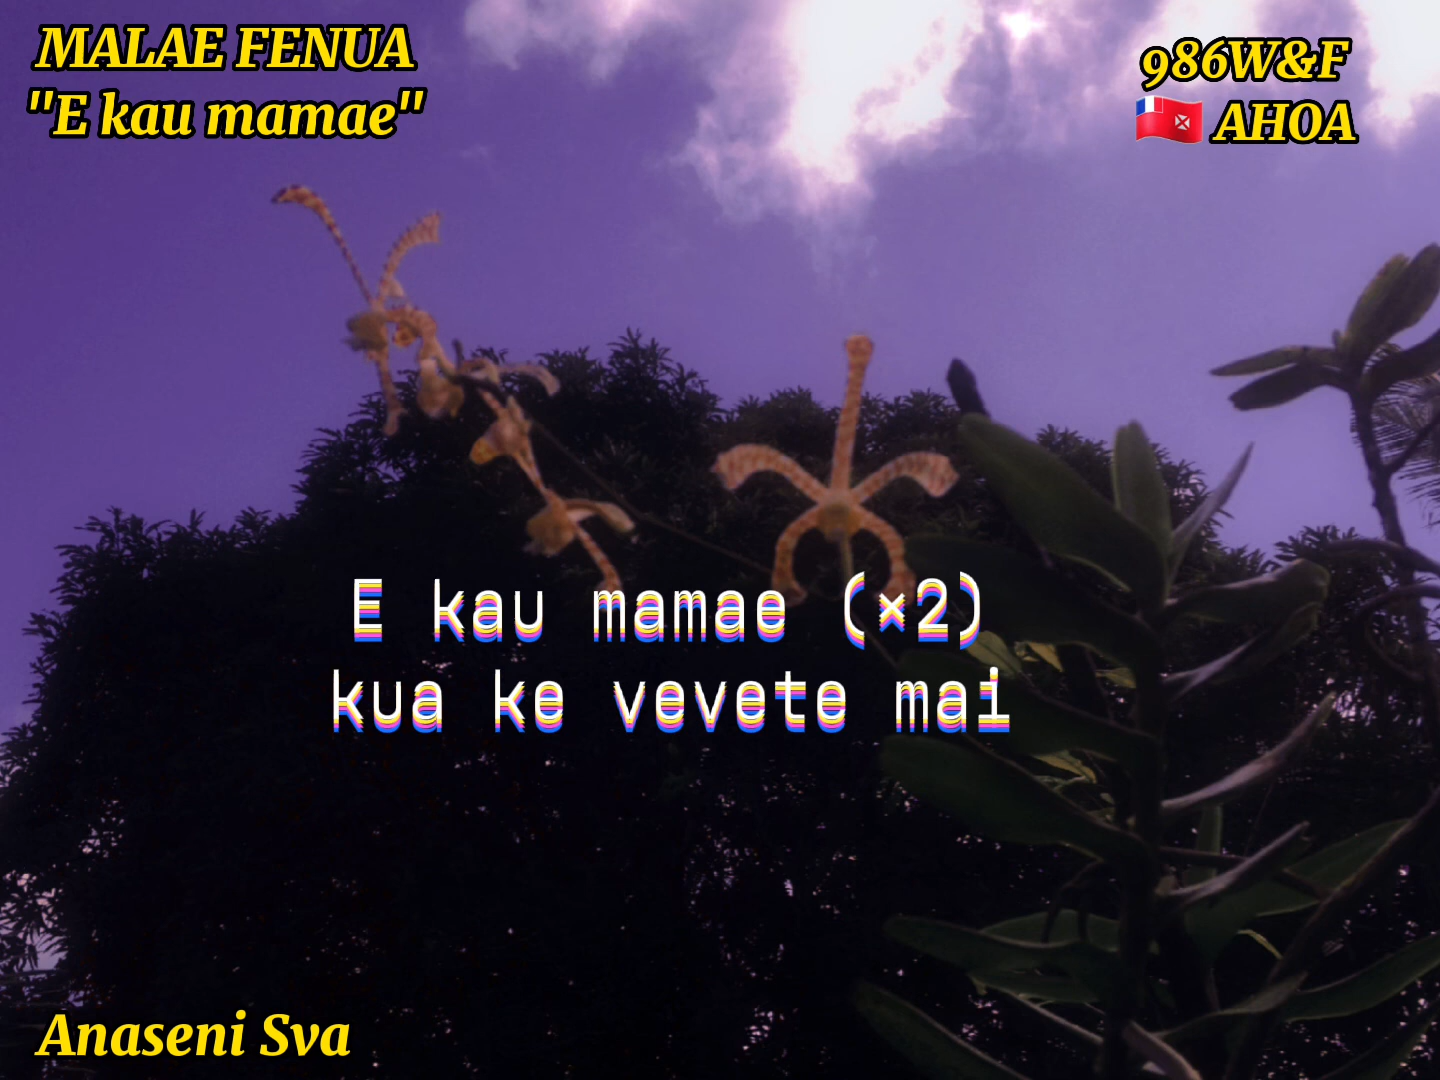 MALAE FENUA
"E kau mamae"
986W&F
🇼🇫 AHOA
E kau mamae (×2)
kua ke vevete mai
Anaseni Sva